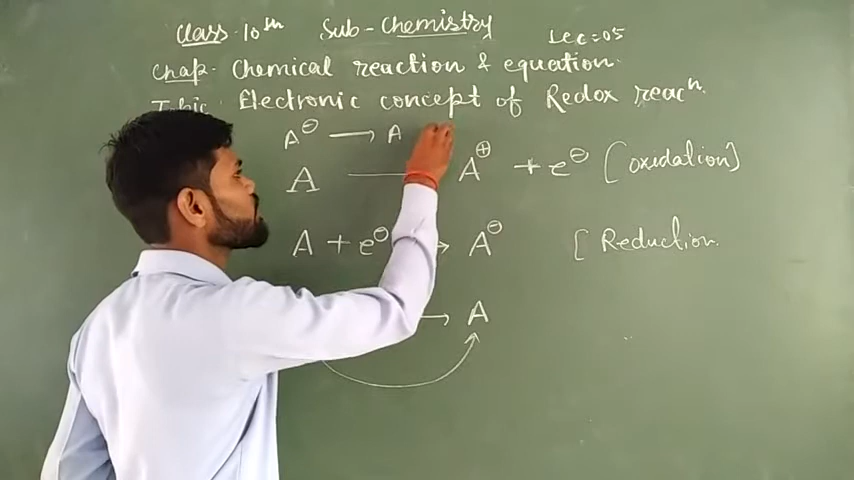 Class- 10th Sub- Chemistry Lec:-05
Chap- Chemical reaction & equation.
Topic: Electronic concept of Redox reacn.
A⊖ → A
A → A⊕ + e⊖ [oxidation]
A + e⊖ → A⊖ [Reduction.
→ A